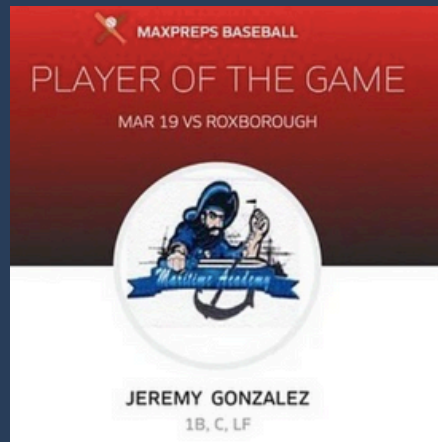 MAXPREPS BASEBALL
PLAYER OF THE GAME
MAR 19 VS ROXBOROUGH
Maritime Academy
JEREMY GONZALEZ
1B, C, LF